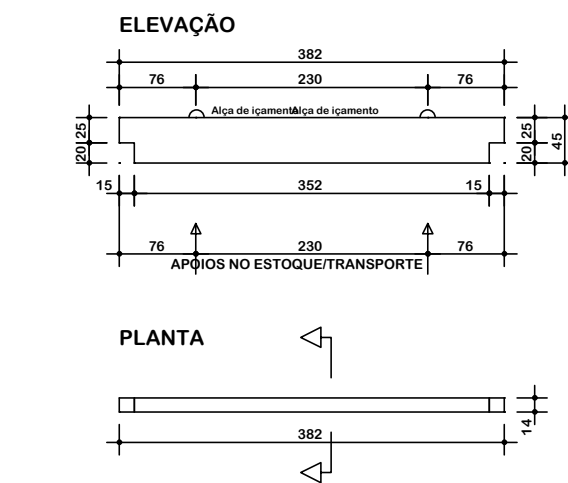 ELEVAÇÃO
382
76 230 76
Alça de içamento Alça de içamento
25 20 25 20 45
15 352 15
76 230 76
APOIOS NO ESTOQUE/TRANSPORTE
PLANTA
382
14